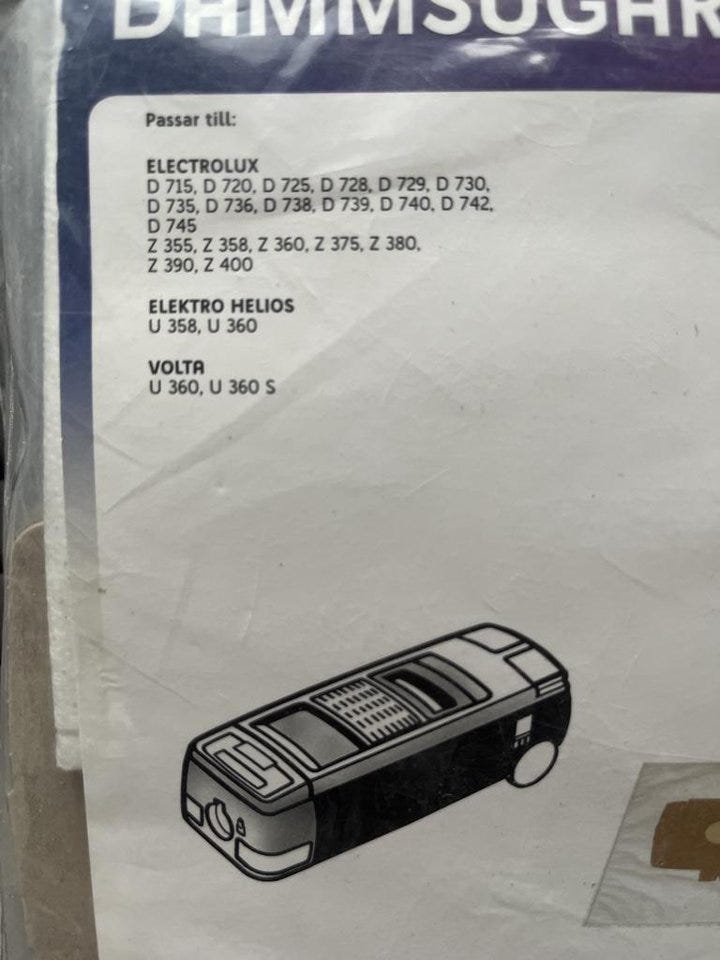 DAMMSUGAR
Passar till:
ELECTROLUX
D 715, D 720, D 725, D 728, D 729, D 730,
D 735, D 736, D 738, D 739, D 740, D 742,
D 745
Z 355, Z 358, Z 360, Z 375, Z 380,
Z 390, Z 400
ELEKTRO HELIOS
U 358, U 360
VOLTA
U 360, U 360 S